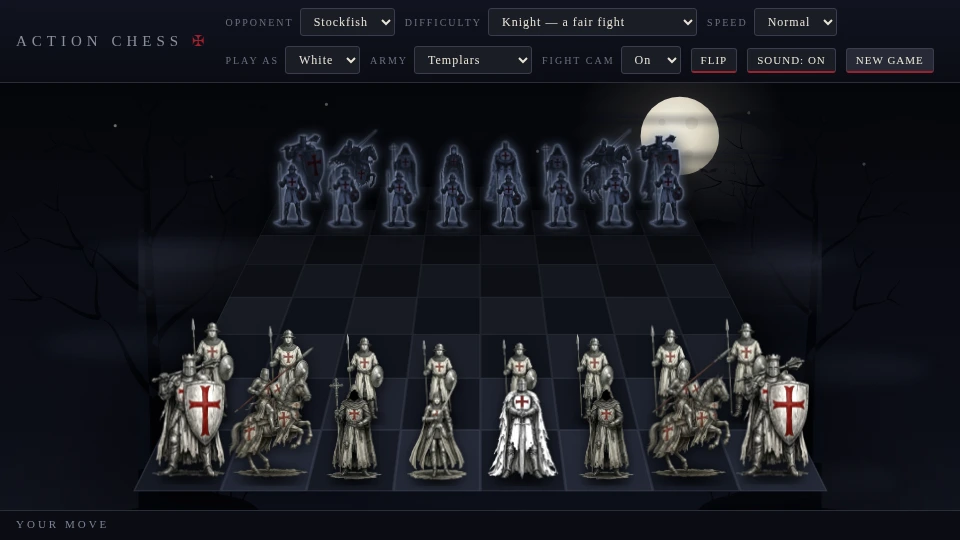 ACTION CHESS ✠
OPPONENT Stockfish DIFFICULTY Knight — a fair fight SPEED Normal
PLAY AS White ARMY Templars FIGHT CAM On FLIP SOUND: ON NEW GAME
YOUR MOVE